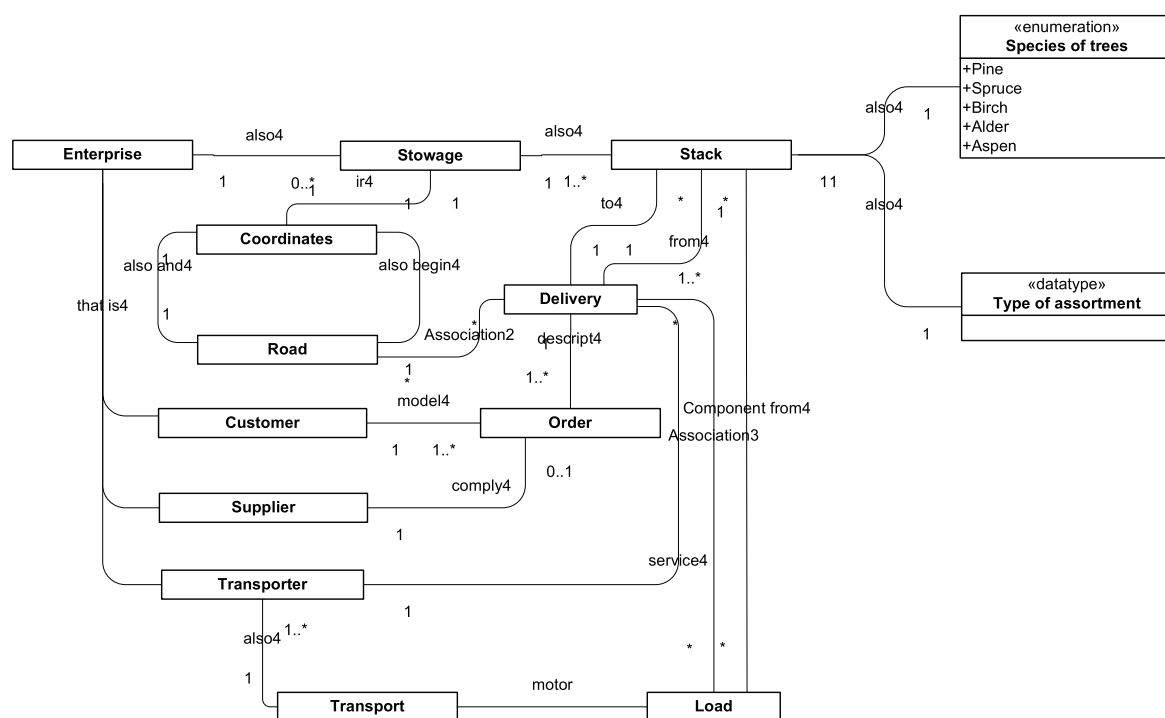 «enumeration»
Species of trees
+Pine
+Spruce
+Birch
+Alder
+Aspen
also4
1
also4
also4
Enterprise
Stowage
Stack
1
0..*
1
ir4
1
1
1
1..*
11
to4
*
*
1
also4
Coordinates
1
1
from4
also and4
1
also begin4
1..*
«datatype»
Type of assortment
that is4
Delivery
1
Association2
*
descript4
1
*
1
Road
1
*
1..*
model4
Component from4
Customer
Order
Association3
1
1..*
0..1
comply4
Supplier
1
service4
Transporter
1
1..*
also4
*
*
1
motor
Transport
Load